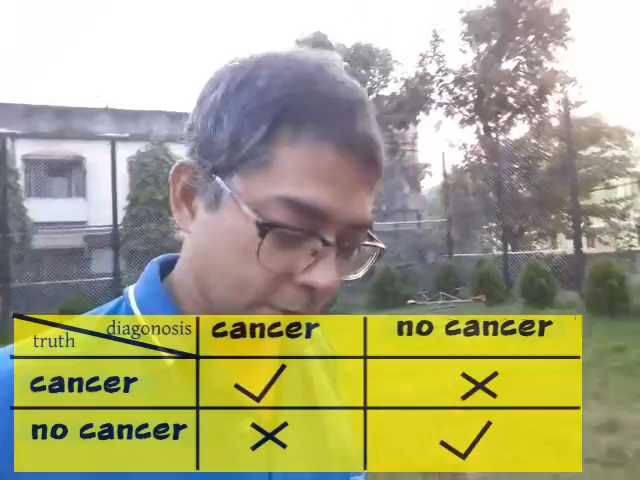 diagonosis cancer no cancer
truth
cancer ✓ ✕
no cancer ✕ ✓